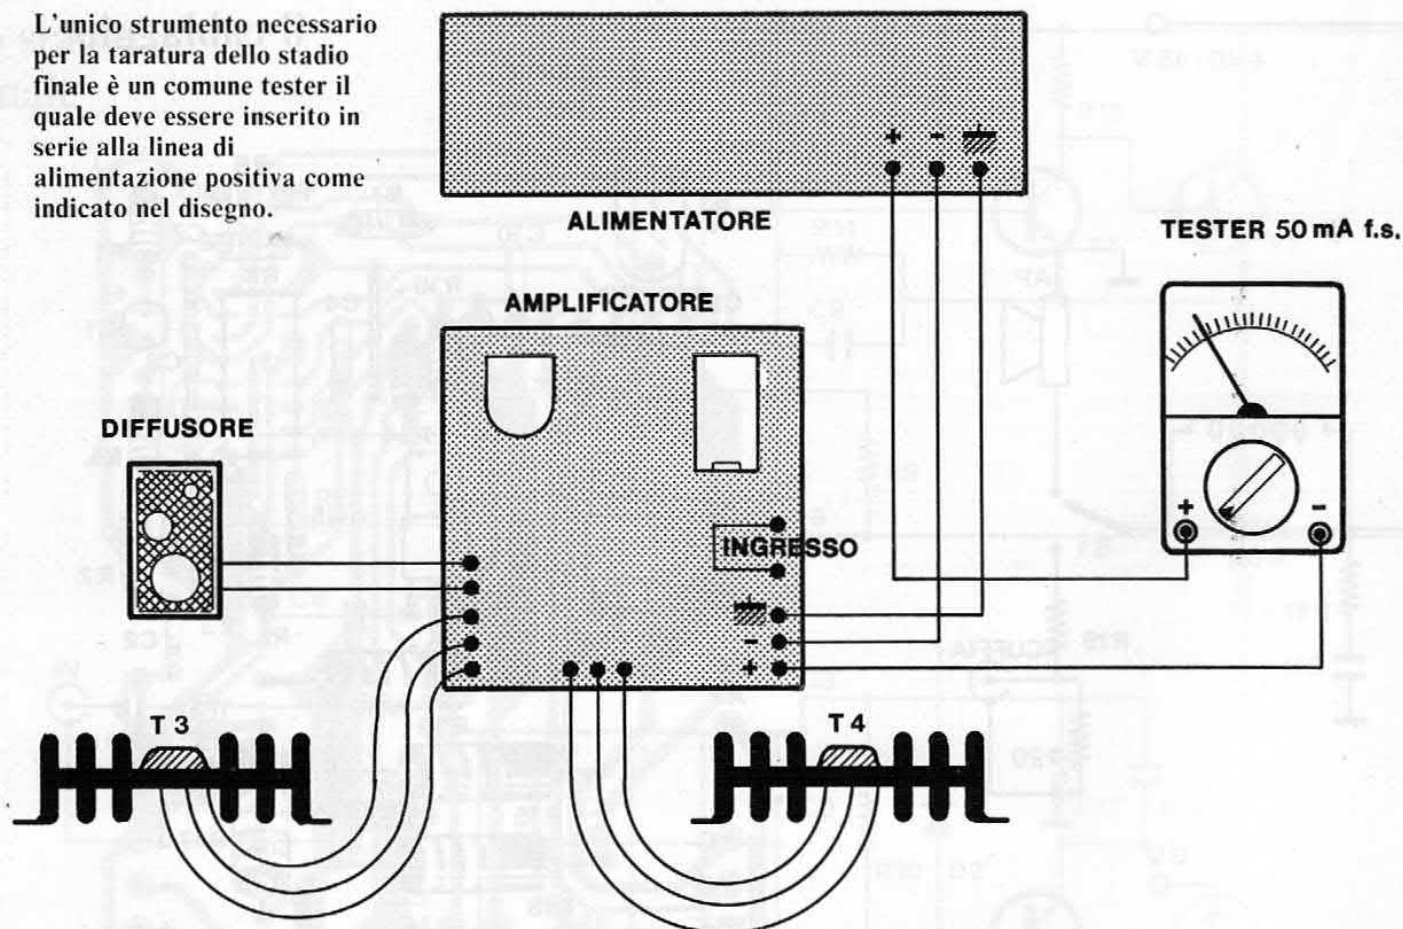 L'unico strumento necessario
per la taratura dello stadio
finale è un comune tester il
quale deve essere inserito in
serie alla linea di
alimentazione positiva come
indicato nel disegno.
+ -
ALIMENTATORE
TESTER 50 mA f.s.
AMPLIFICATORE
DIFFUSORE
+ -
INGRESSO
-
+
T 3
T 4